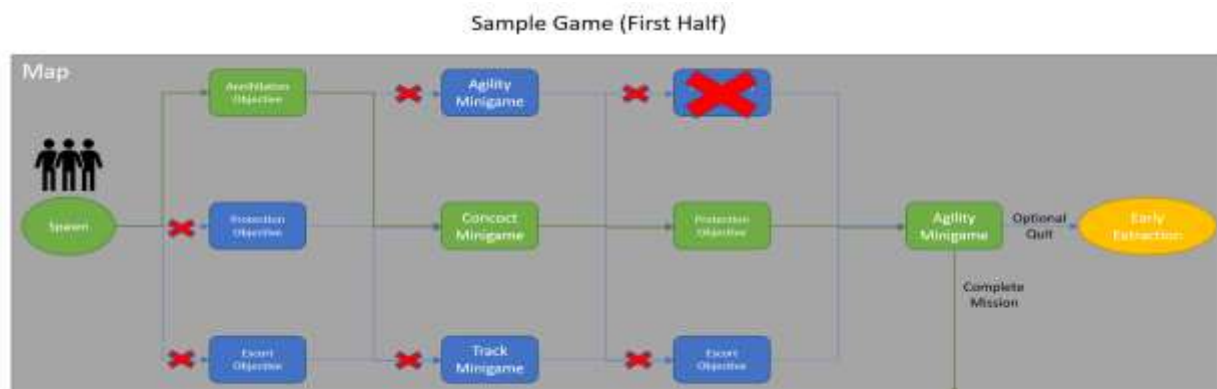 Sample Game (First Half)
Map
Annihilation
Objective
Agility
Minigame
Spawn
Protection
Objective
Concoct
Minigame
Protection
Objective
Agility
Minigame
Optional
Quit
Early
Extraction
Complete
Mission
Escort
Objective
Track
Minigame
Escort
Objective